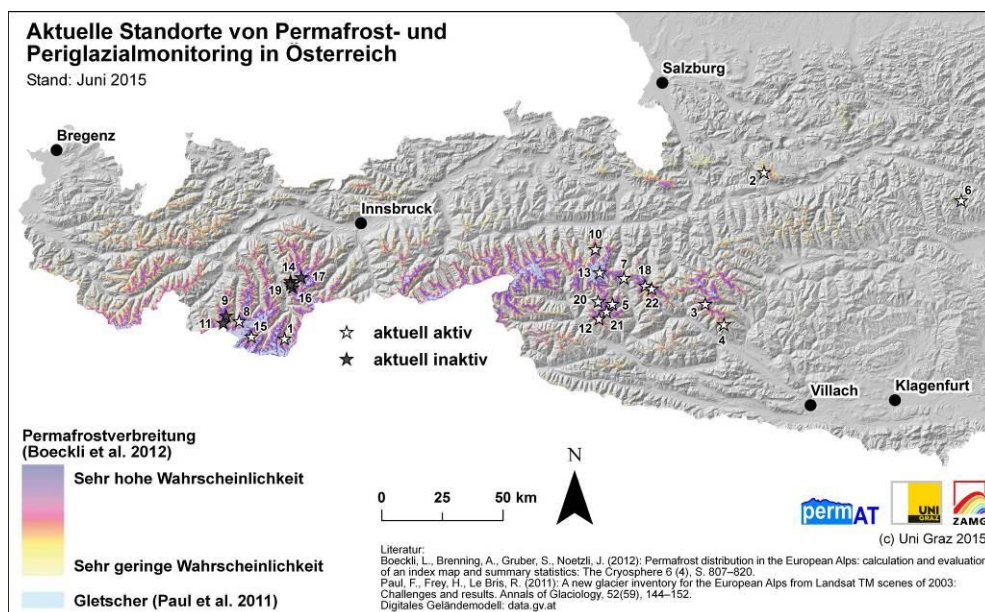 Aktuelle Standorte von Permafrost- und
Periglazialmonitoring in Österreich
Stand: Juni 2015
Salzburg
Bregenz
2
6
Innsbruck
10
14
17
13
7
18
19
16
22
9
20
5
3
11
8
15
1
12
21
4
aktuell aktiv
aktuell inaktiv
Villach
Klagenfurt
Permafrostverbreitung
(Boeckli et al. 2012)
Sehr hohe Wahrscheinlichkeit
Sehr geringe Wahrscheinlichkeit
Gletscher (Paul et al. 2011)
N
0 25 50 km
permAT
UNI
GRAZ
ZAMG
(c) Uni Graz 2015
Literatur:
Boeckli, L., Brenning, A., Gruber, S., Noetzli, J. (2012): Permafrost distribution in the European Alps: calculation and evaluation
of an index map and summary statistics: The Cryosphere 6 (4), S. 807–820.
Paul, F., Frey, H., Le Bris, R. (2011): A new glacier inventory for the European Alps from Landsat TM scenes of 2003:
Challenges and results. Annals of Glaciology, 52(59), 144–152.
Digitales Geländemodell: data.gv.at